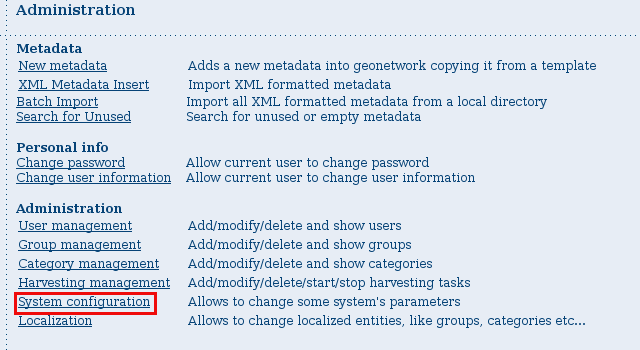 Administration
Metadata
New metadata Adds a new metadata into geonetwork copying it from a template
XML Metadata Insert Import XML formatted metadata
Batch Import Import all XML formatted metadata from a local directory
Search for Unused Search for unused or empty metadata
Personal info
Change password Allow current user to change password
Change user information Allow current user to change user information
Administration
User management Add/modify/delete and show users
Group management Add/modify/delete and show groups
Category management Add/modify/delete and show categories
Harvesting management Add/modify/delete/start/stop harvesting tasks
System configuration Allows to change some system's parameters
Localization Allows to change localized entities, like groups, categories etc...